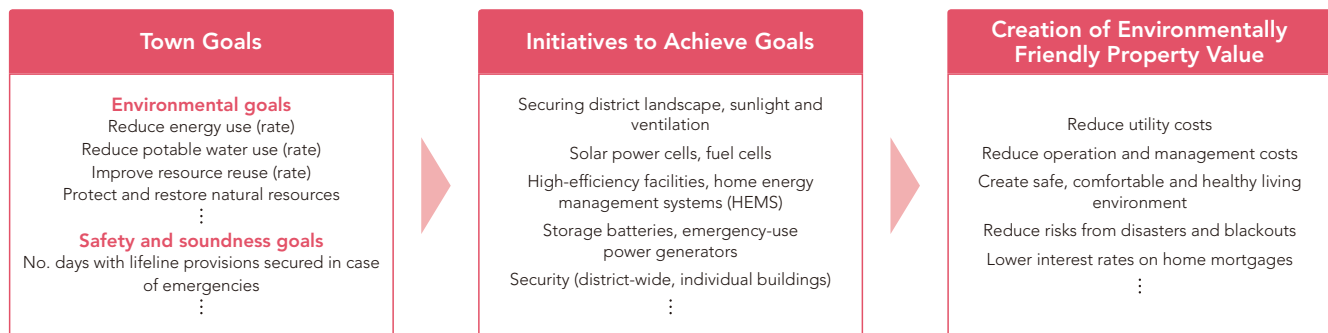 Town Goals
Environmental goals
Reduce energy use (rate)
Reduce potable water use (rate)
Improve resource reuse (rate)
Protect and restore natural resources
⋮
Safety and soundness goals
No. days with lifeline provisions secured in case
of emergencies
⋮
Initiatives to Achieve Goals
Securing district landscape, sunlight and
ventilation
Solar power cells, fuel cells
High-efficiency facilities, home energy
management systems (HEMS)
Storage batteries, emergency-use
power generators
Security (district-wide, individual buildings)
⋮
Creation of Environmentally
Friendly Property Value
Reduce utility costs
Reduce operation and management costs
Create safe, comfortable and healthy living
environment
Reduce risks from disasters and blackouts
Lower interest rates on home mortgages
⋮